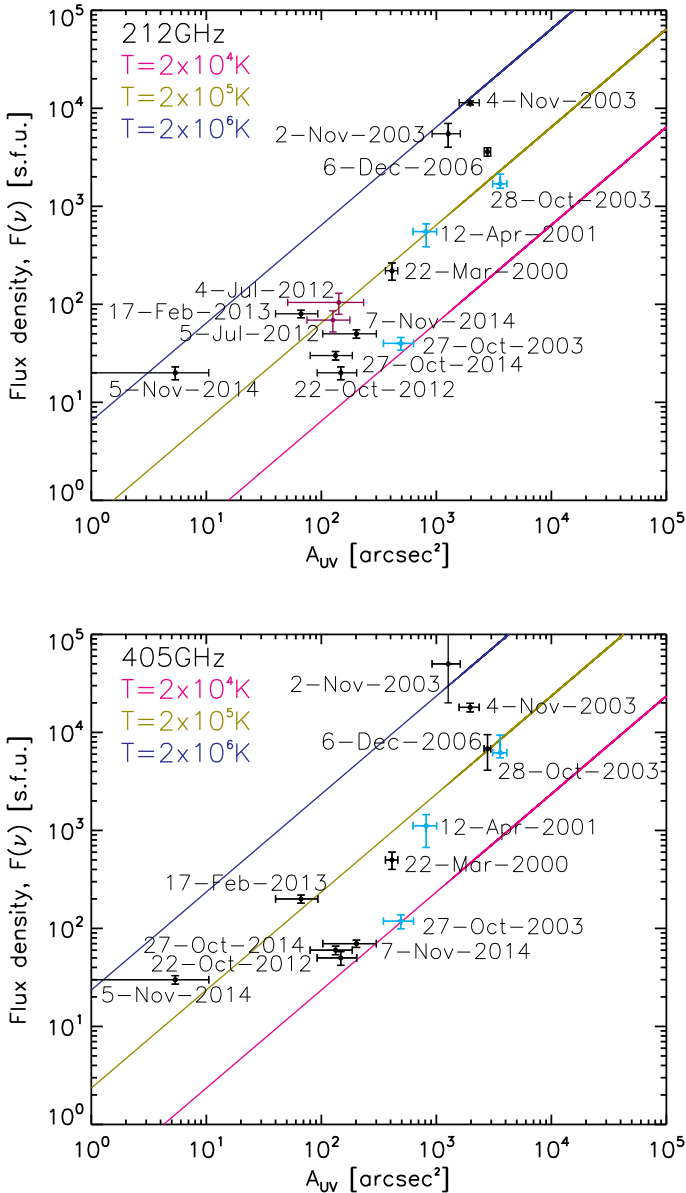 212GHz
T=2x10⁴K
T=2x10⁵K
T=2x10⁶K
4-Nov-2003
2-Nov-2003
6-Dec-2006
28-Oct-2003
12-Apr-2001
22-Mar-2000
4-Jul-2012
17-Feb-2013
7-Nov-2014
5-Jul-2012
27-Oct-2003
27-Oct-2014
5-Nov-2014
22-Oct-2012
10⁵
10⁴
10³
10²
10¹
10⁰
Flux density, F(ν) [s.f.u.]
10⁰ 10¹ 10² 10³ 10⁴ 10⁵
A_UV [arcsec²]
405GHz
T=2x10⁴K
T=2x10⁵K
T=2x10⁶K
2-Nov-2003
4-Nov-2003
6-Dec-2006
28-Oct-2003
12-Apr-2001
22-Mar-2000
17-Feb-2013
27-Oct-2003
27-Oct-2014
7-Nov-2014
22-Oct-2012
5-Nov-2014
10⁵
10⁴
10³
10²
10¹
10⁰
Flux density, F(ν) [s.f.u.]
10⁰ 10¹ 10² 10³ 10⁴ 10⁵
A_UV [arcsec²]